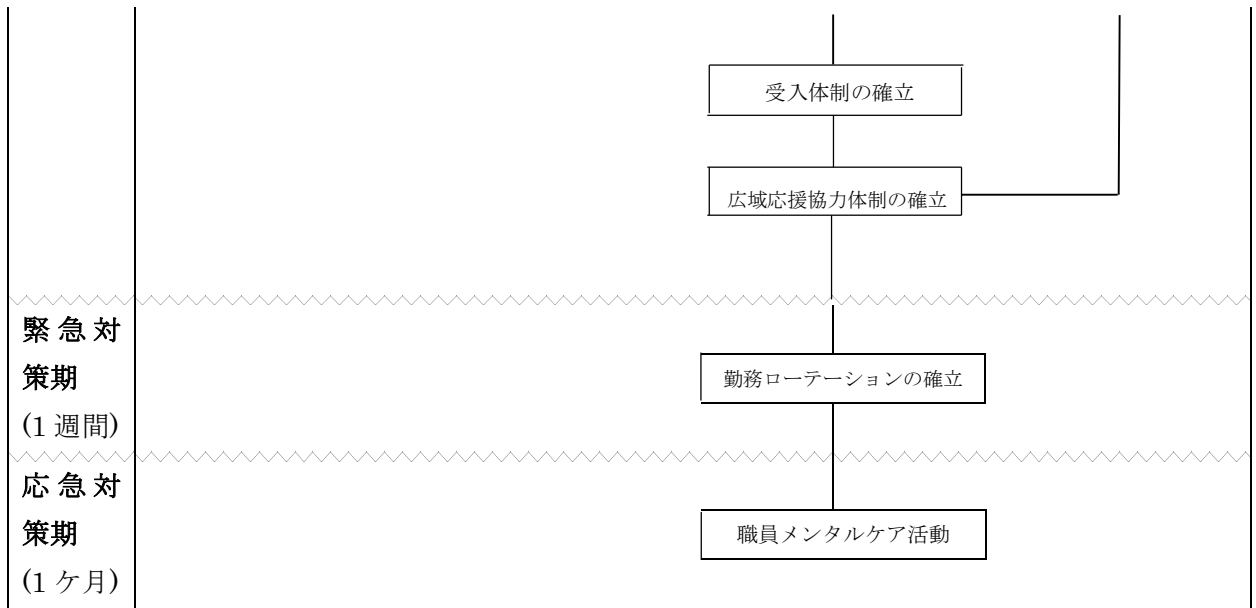 受入体制の確立
広域応援協力体制の確立
緊急対
策期
(1 週間)
勤務ローテーションの確立
応急対
策期
(1 ケ月)
職員メンタルケア活動